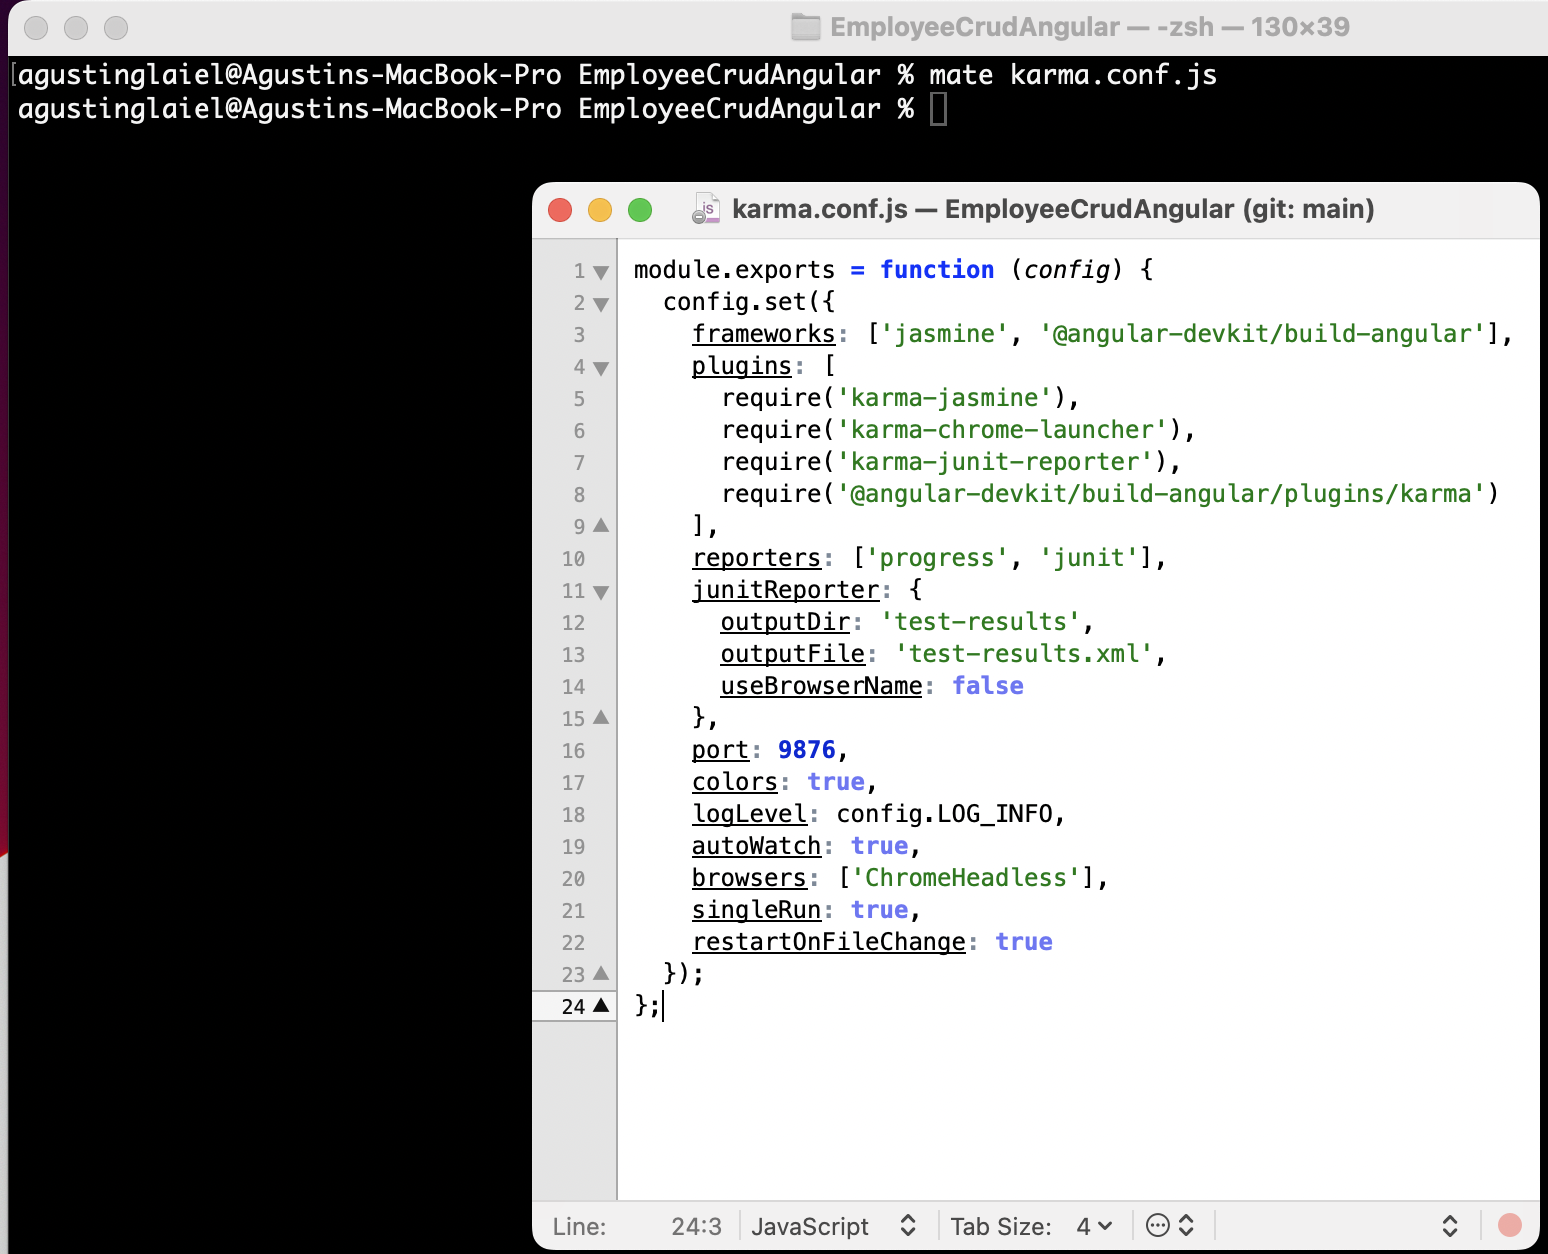 EmployeeCrudAngular — -zsh — 130×39
[agustinglaiel@Agustins-MacBook-Pro EmployeeCrudAngular % mate karma.conf.js
agustinglaiel@Agustins-MacBook-Pro EmployeeCrudAngular %
karma.conf.js — EmployeeCrudAngular (git: main)
1 module.exports = function (config) {
2   config.set({
3     frameworks: ['jasmine', '@angular-devkit/build-angular'],
4     plugins: [
5       require('karma-jasmine'),
6       require('karma-chrome-launcher'),
7       require('karma-junit-reporter'),
8       require('@angular-devkit/build-angular/plugins/karma')
9     ],
10     reporters: ['progress', 'junit'],
11     junitReporter: {
12       outputDir: 'test-results',
13       outputFile: 'test-results.xml',
14       useBrowserName: false
15     },
16     port: 9876,
17     colors: true,
18     logLevel: config.LOG_INFO,
19     autoWatch: true,
20     browsers: ['ChromeHeadless'],
21     singleRun: true,
22     restartOnFileChange: true
23   });
24 };
Line: 24:3 JavaScript Tab Size: 4